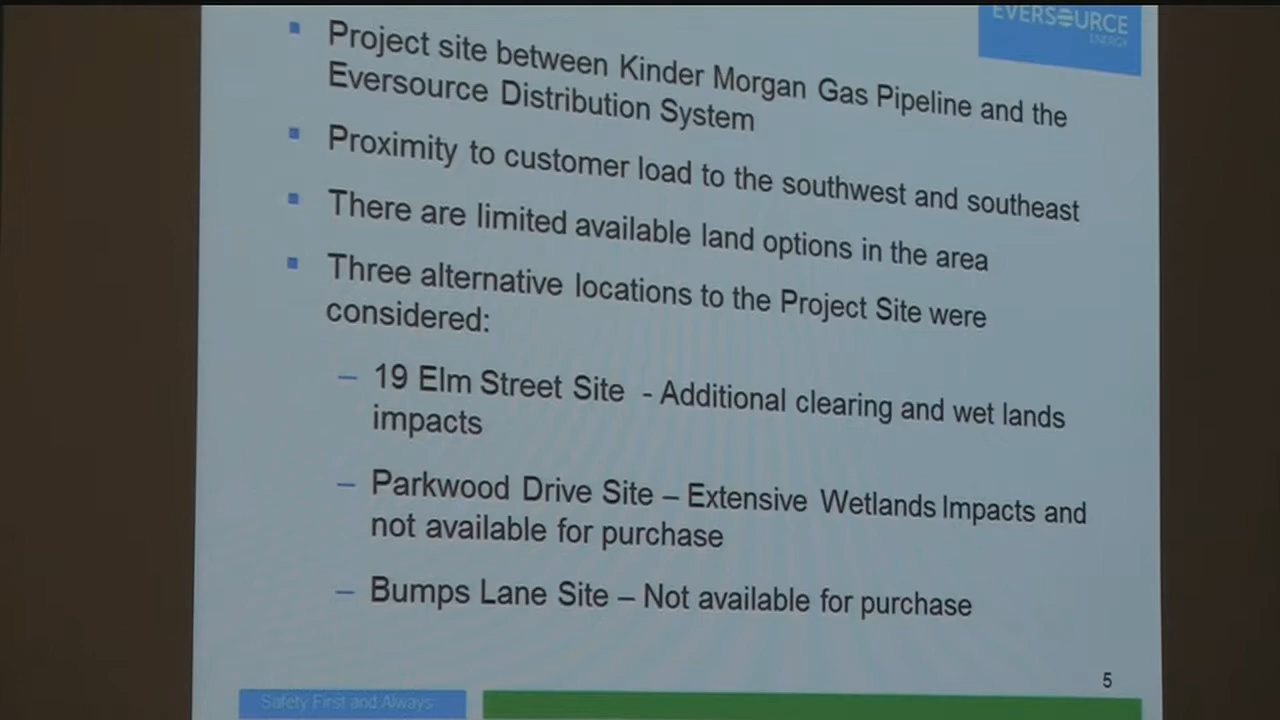 EVERSOURCE
ENERGY
Project site between Kinder Morgan Gas Pipeline and the
Eversource Distribution System
Proximity to customer load to the southwest and southeast
There are limited available land options in the area
Three alternative locations to the Project Site were
considered:
– 19 Elm Street Site - Additional clearing and wet lands
impacts
– Parkwood Drive Site – Extensive Wetlands Impacts and
not available for purchase
– Bumps Lane Site – Not available for purchase
5
Safety First and Always